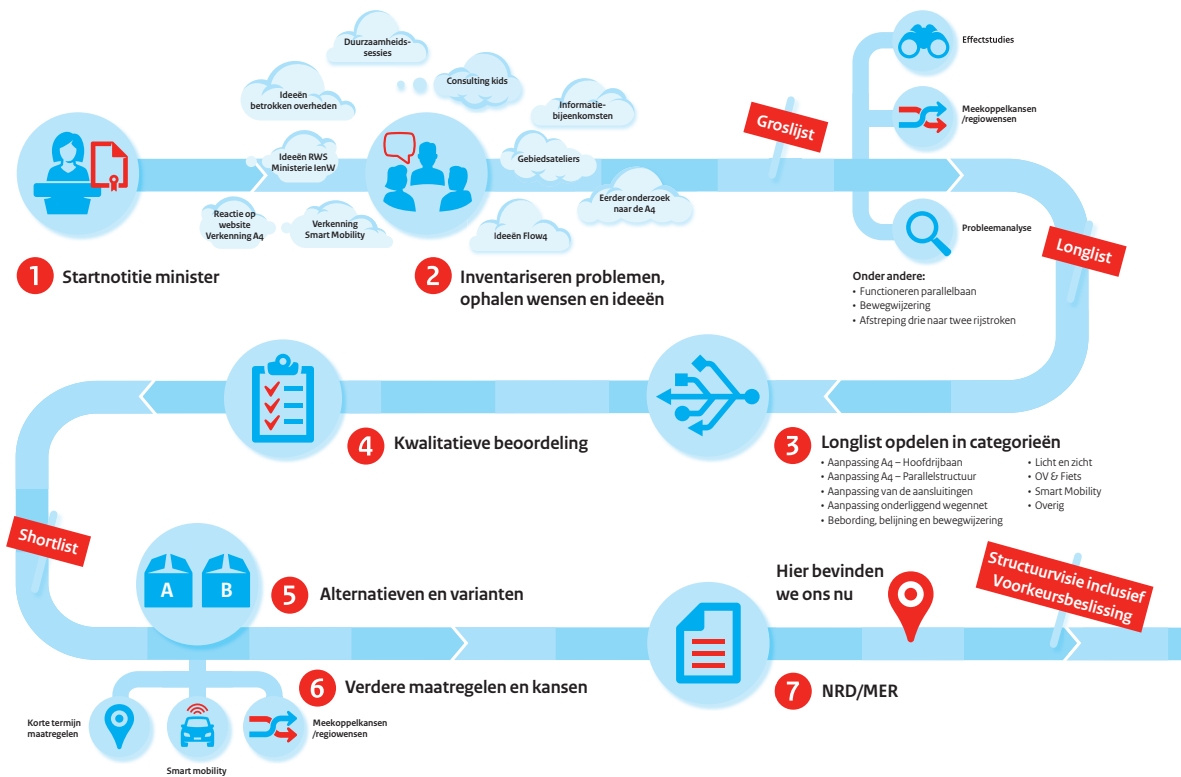 Duurzaamheids-
sessies
Consulting kids
Ideeën
betrokken overheden
Informatie-
bijeenkomsten
Ideeën RWS
Ministerie IenW
Gebiedsateliers
Eerder onderzoek
naar de A4
Reactie op
website
Verkenning A4
Verkenning
Smart Mobility
Ideeën Flow4
1 Startnotitie minister
2 Inventariseren problemen,
ophalen wensen en ideeën
Groslijst
Effectstudies
Meekoppelkansen
/regiowensen
Probleemanalyse
Onder andere:
• Functioneren parallelbaan
• Bewegwijzering
• Afstreping drie naar twee rijstroken
Longlist
3 Longlist opdelen in categorieën
• Aanpassing A4 – Hoofdrijbaan
• Aanpassing A4 – Parallelstructuur
• Aanpassing van de aansluitingen
• Aanpassing onderliggend wegennet
• Bebording, belijning en bewegwijzering
• Licht en zicht
• OV & Fiets
• Smart Mobility
• Overig
4 Kwalitatieve beoordeling
Shortlist
A B
5 Alternatieven en varianten
6 Verdere maatregelen en kansen
Korte termijn
maatregelen
Smart mobility
Meekoppelkansen
/regiowensen
7 NRD/MER
Hier bevinden
we ons nu
Structuurvisie inclusief
Voorkeursbeslissing